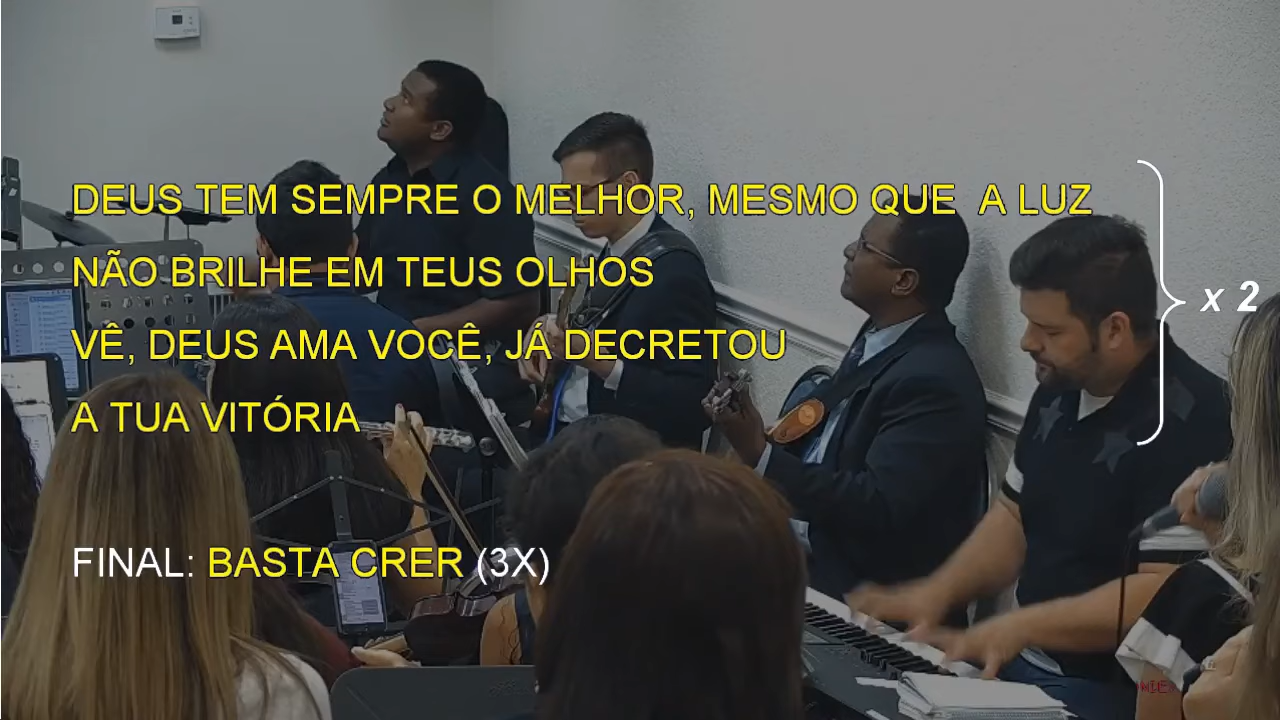 DEUS TEM SEMPRE O MELHOR, MESMO QUE A LUZ
NÃO BRILHE EM TEUS OLHOS
VÊ, DEUS AMA VOCÊ, JÁ DECRETOU
A TUA VITÓRIA
x 2
FINAL: BASTA CRER (3X)